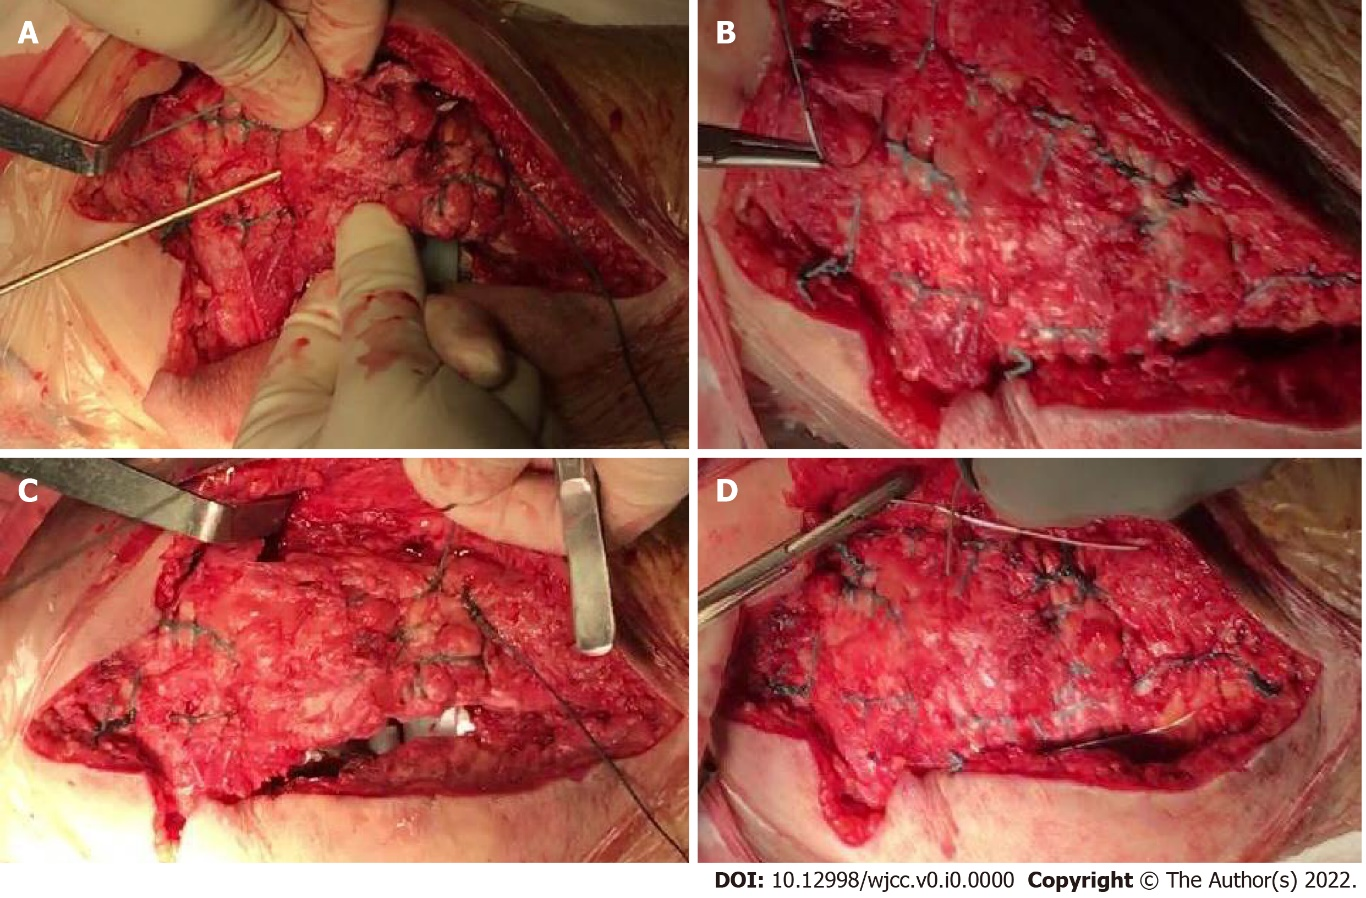 A
B
C
D
DOI: 10.12998/wjcc.v0.i0.0000 Copyright © The Author(s) 2022.